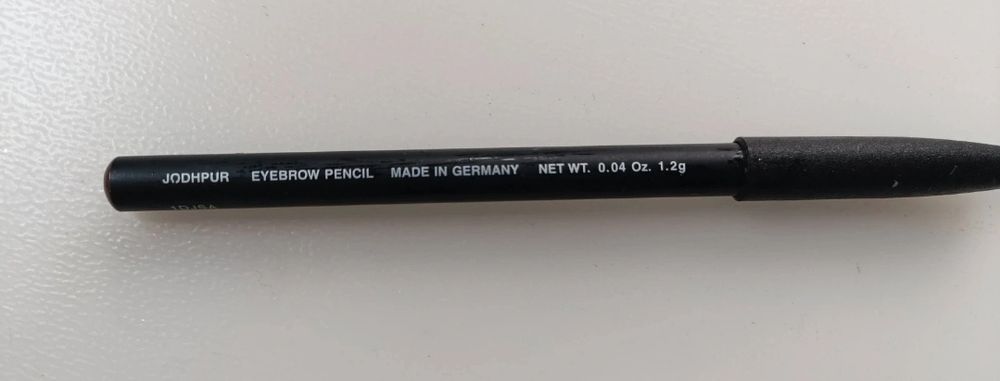 JODHPUR EYEBROW PENCIL MADE IN GERMANY NET WT. 0.04 Oz. 1.2g